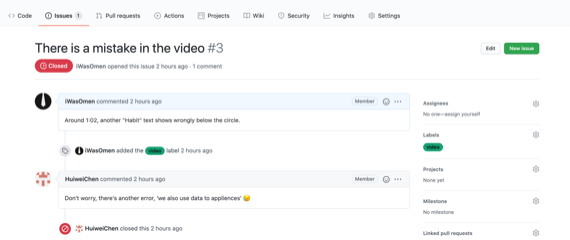 Code Issues 1 Pull requests Actions Projects Wiki Security Insights Settings
There is a mistake in the video #3
Edit New issue
Closed iWasOmen opened this issue 2 hours ago · 1 comment
iWasOmen commented 2 hours ago Member
Around 1:02, another "Habit" text shows wrongly below the circle.
iWasOmen added the video label 2 hours ago
HuiweiChen commented 2 hours ago Member
Don't worry, there's another error, 'we also use data to appliences' 😂
HuiweiChen closed this 2 hours ago
Assignees
No one—assign yourself
Labels
video
Projects
None yet
Milestone
No milestone
Linked pull requests